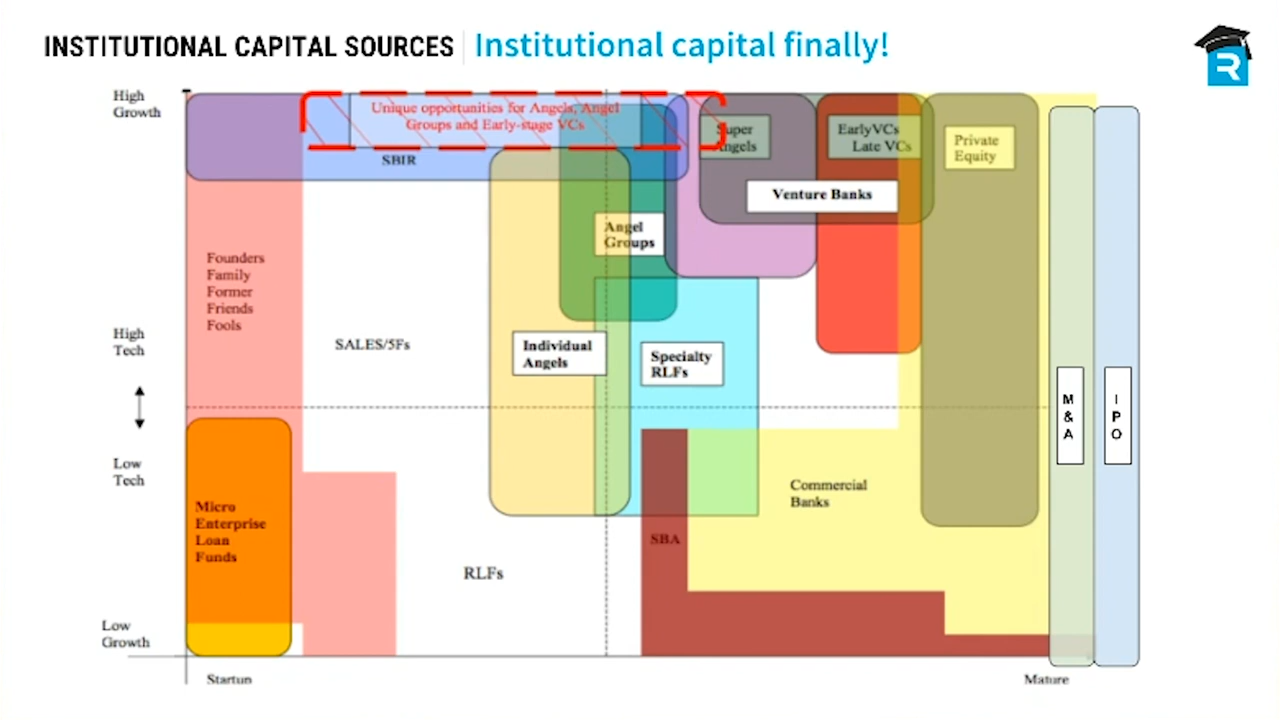 INSTITUTIONAL CAPITAL SOURCES Institutional capital finally!
R
High
Growth
Unique opportunities for Angels, Angel
Groups and Early-stage VCs
SBIR
Super
Angels
EarlyVCs
Late VCs
Private
Equity
Venture Banks
Angel
Groups
Founders
Family
Former
Friends
Fools
High
Tech
SALES/5Fs
Individual
Angels
Specialty
RLFs
M
&
A
I
P
O
Low
Tech
Micro
Enterprise
Loan
Funds
Commercial
Banks
SBA
RLFs
Low
Growth
Startup
Mature